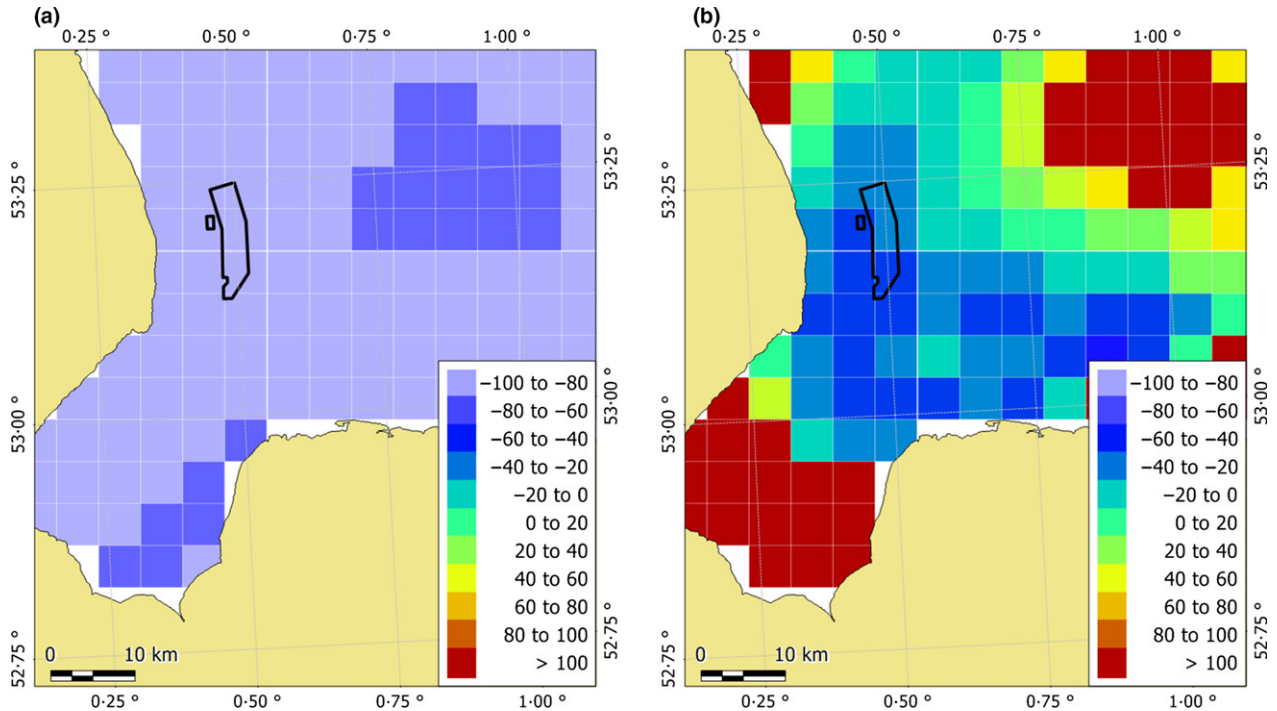 (a)
0·25 ° 0·50 ° 0·75 ° 1·00 °
53·25 °
53·00 °
52·75 °
53·25 °
53·00 °
52·75 °
−100 to −80
−80 to −60
−60 to −40
−40 to −20
−20 to 0
0 to 20
20 to 40
40 to 60
60 to 80
80 to 100
> 100
0 10 km
0·25 ° 0·50 ° 0·75 ° 1·00 °
(b)
0·25 ° 0·50 ° 0·75 ° 1·00 °
53·25 °
53·00 °
52·75 °
53·25 °
53·00 °
52·75 °
−100 to −80
−80 to −60
−60 to −40
−40 to −20
−20 to 0
0 to 20
20 to 40
40 to 60
60 to 80
80 to 100
> 100
0 10 km
0·25 ° 0·50 ° 0·75 ° 1·00 °